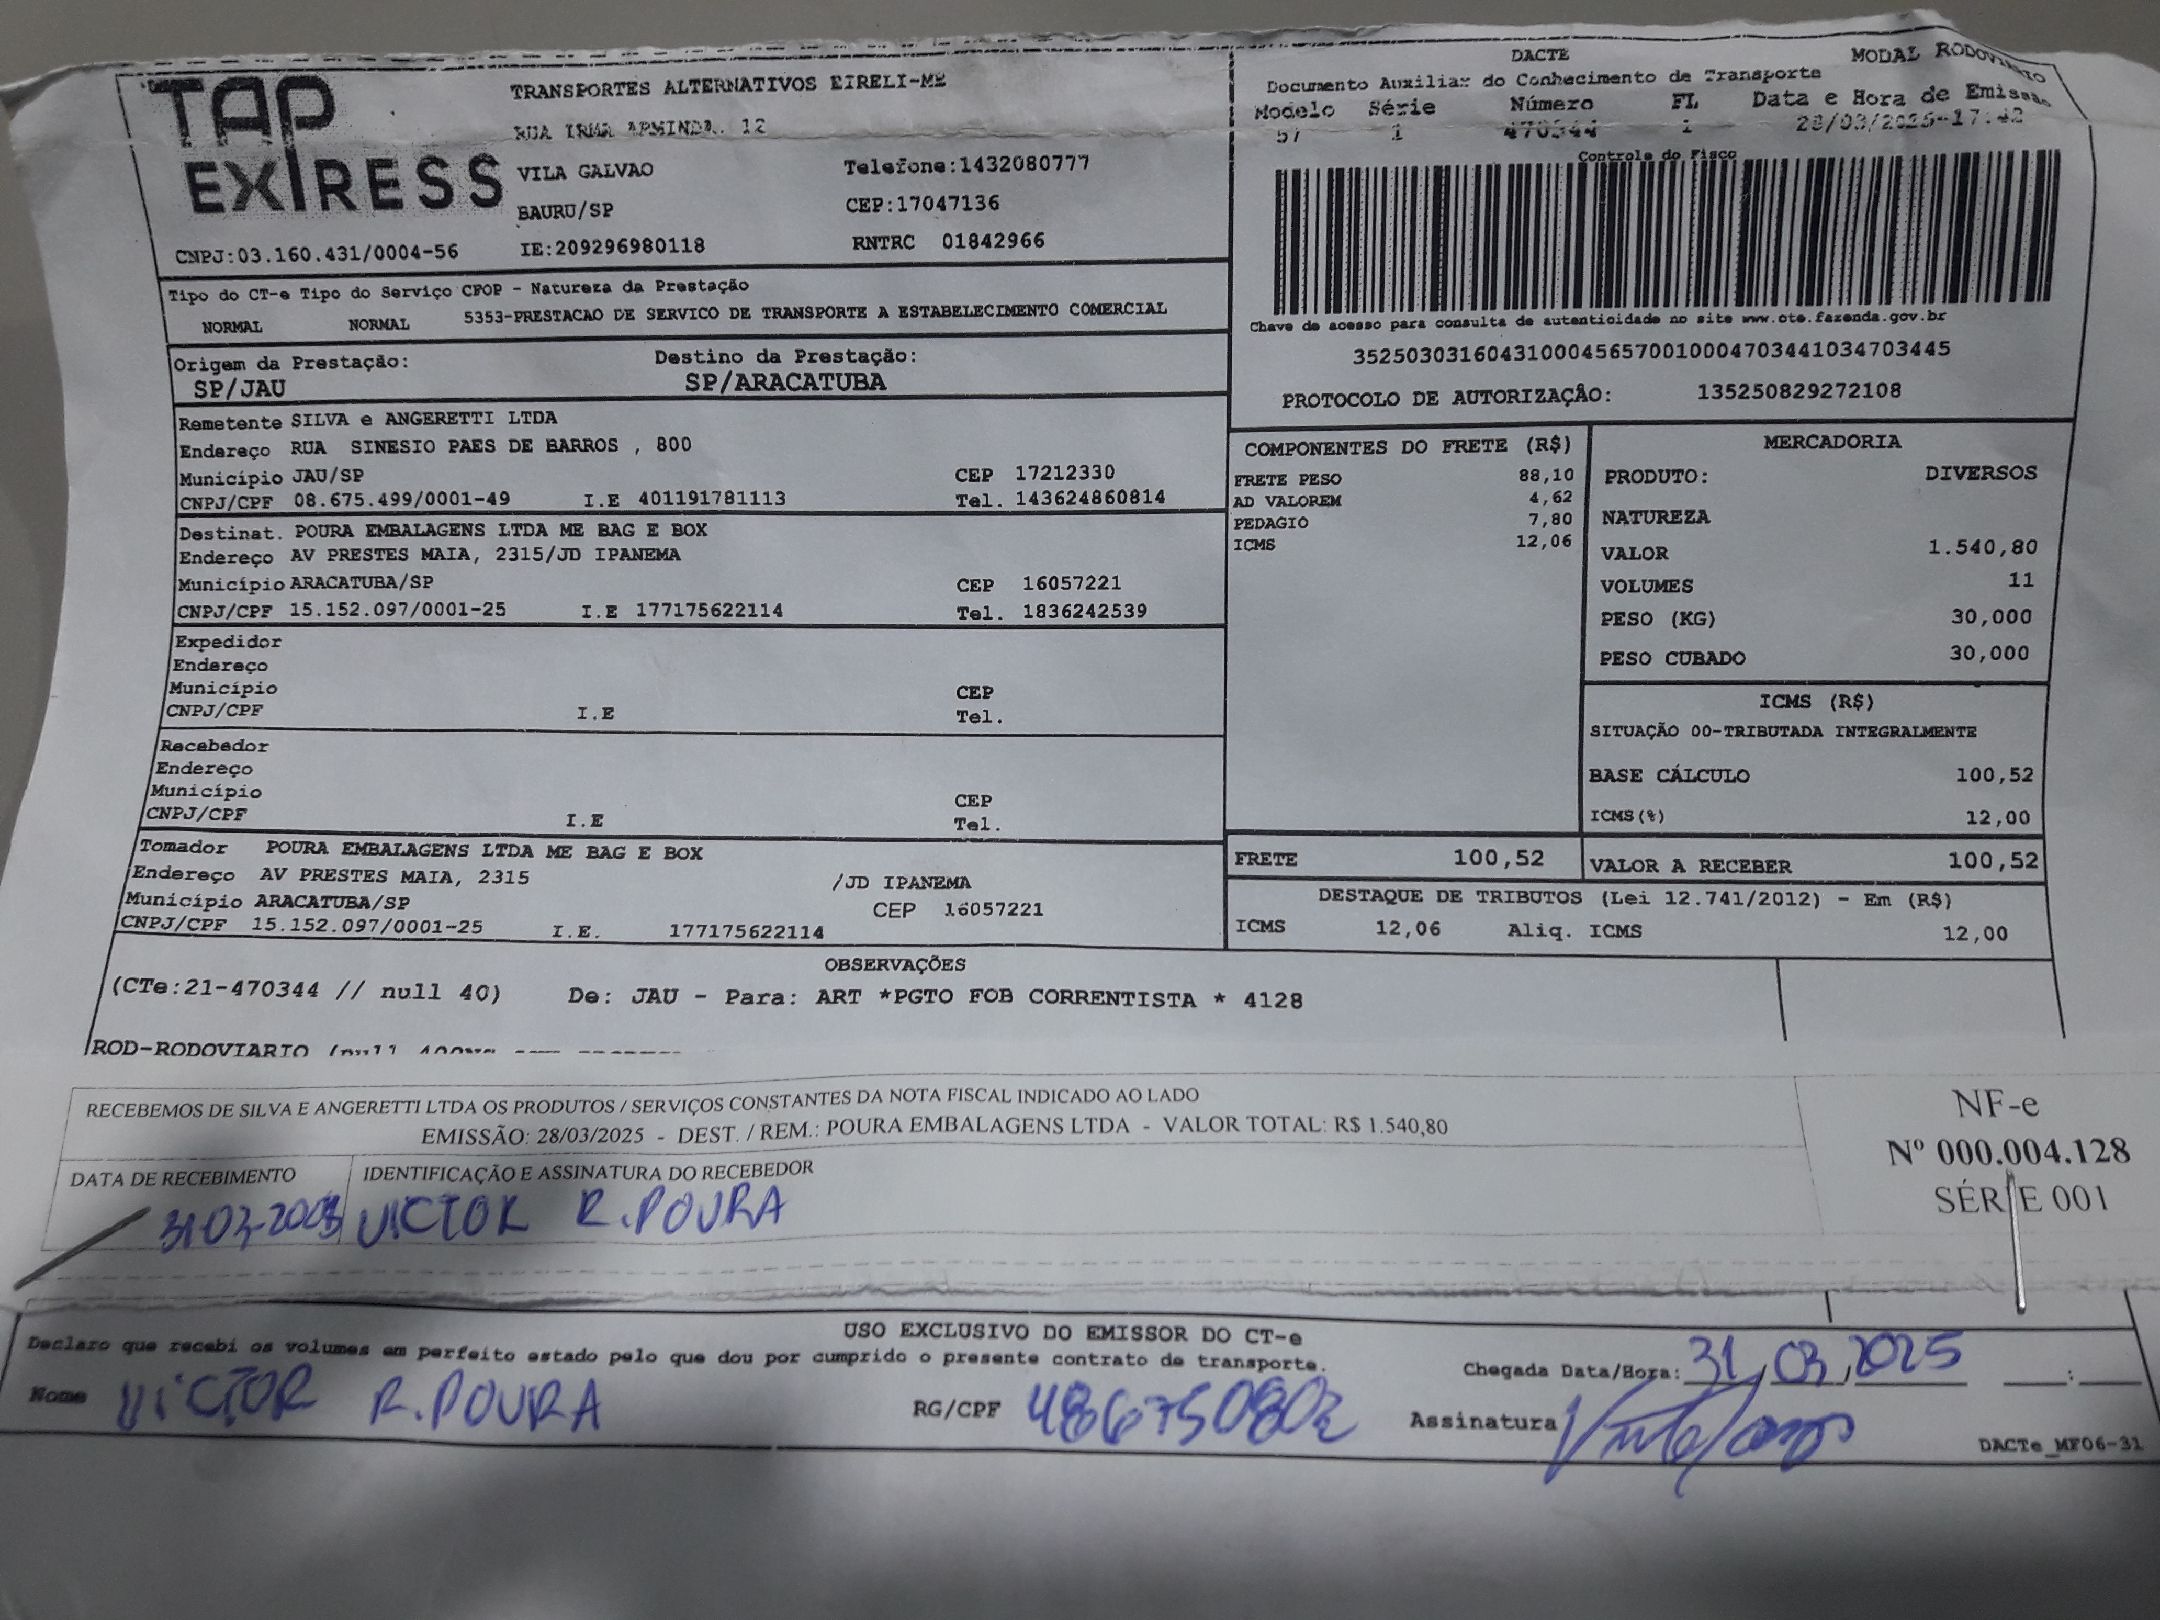 TAP
EXPRESS
TRANSPORTES ALTERNATIVOS EIRELI-ME
RUA IRMA ARMINDA, 12
VILA GALVAO Telefone:1432080777
BAURU/SP CEP:17047136
CNPJ:03.160.431/0004-56 IE:209296980118 RNTRC 01842966
DACTE MODAL RODOVIARIO
Documento Auxiliar do Conhecimento de Transporte
Modelo Série Número FL Data e Hora de Emissão
57 1 470344 1 28/03/2025-17:42
Controle do Fisco
Chave de acesso para consulta de autenticidade no site www.cte.fazenda.gov.br
35250303160431000456570010004703441034703445
PROTOCOLO DE AUTORIZAÇÃO: 135250829272108
Tipo do CT-e Tipo do Serviço CFOP - Natureza da Prestação
NORMAL NORMAL 5353-PRESTACAO DE SERVICO DE TRANSPORTE A ESTABELECIMENTO COMERCIAL
Origem da Prestação: Destino da Prestação:
SP/JAU SP/ARACATUBA
Remetente SILVA e ANGERETTI LTDA
Endereço RUA SINESIO PAES DE BARROS , 800
Município JAU/SP CEP 17212330
CNPJ/CPF 08.675.499/0001-49 I.E 401191781113 Tel. 143624860814
Destinat. POURA EMBALAGENS LTDA ME BAG E BOX
Endereço AV PRESTES MAIA, 2315/JD IPANEMA
Município ARACATUBA/SP CEP 16057221
CNPJ/CPF 15.152.097/0001-25 I.E 177175622114 Tel. 1836242539
Expedidor
Endereço
Município CEP
CNPJ/CPF I.E Tel.
Recebedor
Endereço
Município CEP
CNPJ/CPF I.E Tel.
Tomador POURA EMBALAGENS LTDA ME BAG E BOX
Endereço AV PRESTES MAIA, 2315 /JD IPANEMA
Município ARACATUBA/SP CEP 16057221
CNPJ/CPF 15.152.097/0001-25 I.E. 177175622114
COMPONENTES DO FRETE (R$)
FRETE PESO 88,10
AD VALOREM 4,62
PEDAGIO 7,80
ICMS 12,06
MERCADORIA
PRODUTO: DIVERSOS
NATUREZA
VALOR 1.540,80
VOLUMES 11
PESO (KG) 30,000
PESO CUBADO 30,000
ICMS (R$)
SITUAÇÃO 00-TRIBUTADA INTEGRALMENTE
BASE CÁLCULO 100,52
ICMS(%) 12,00
FRETE 100,52 VALOR A RECEBER 100,52
DESTAQUE DE TRIBUTOS (Lei 12.741/2012) - Em (R$)
ICMS 12,06 Aliq. ICMS 12,00
OBSERVAÇÕES
(CTe:21-470344 // null 40) De: JAU - Para: ART *PGTO FOB CORRENTISTA * 4128
ROD-RODOVIARIO (null
RECEBEMOS DE SILVA E ANGERETTI LTDA OS PRODUTOS / SERVIÇOS CONSTANTES DA NOTA FISCAL INDICADO AO LADO
EMISSÃO: 28/03/2025 - DEST. / REM.: POURA EMBALAGENS LTDA - VALOR TOTAL: R$ 1.540,80
NF-e
Nº 000.004.128
SÉRIE 001
DATA DE RECEBIMENTO IDENTIFICAÇÃO E ASSINATURA DO RECEBEDOR
VICTOR R.POURA
USO EXCLUSIVO DO EMISSOR DO CT-e
Declaro que recebi os volumes em perfeito estado pelo que dou por cumprido o presente contrato de transporte. Chegada Data/Hora: 31/03/2025 :
Nome VICTOR R.POURA RG/CPF Assinatura
DACTe_MF06-31